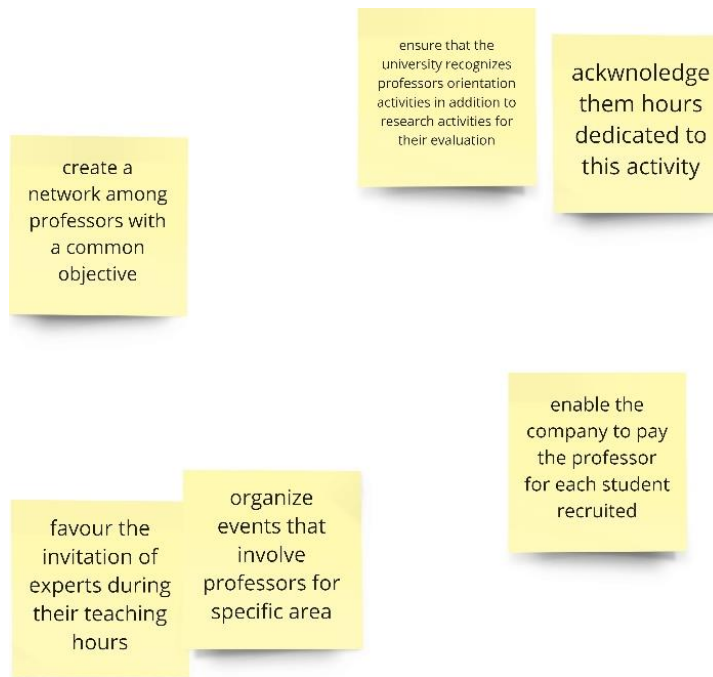 ensure that the
university recognizes
professors orientation
activities in addition to
research activities for
their evaluation
ackwnoledge
them hours
dedicated to
this activity
create a
network among
professors with
a common
objective
enable the
company to pay
the professor
for each student
recruited
favour the
invitation of
experts during
their teaching
hours
organize
events that
involve
professors for
specific area